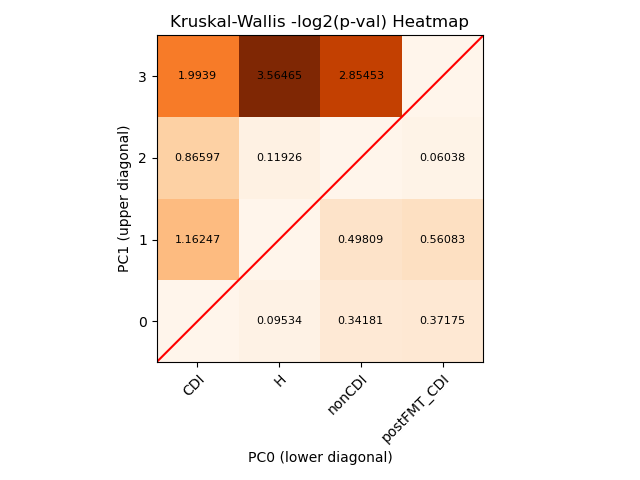 Kruskal-Wallis -log2(p-val) Heatmap
PC1 (upper diagonal)
3
1.9939
3.56465
2.85453
2
0.86597
0.11926
0.06038
1
1.16247
0.49809
0.56083
0
0.09534
0.34181
0.37175
CDI
H
nonCDI
postFMT_CDI
PC0 (lower diagonal)